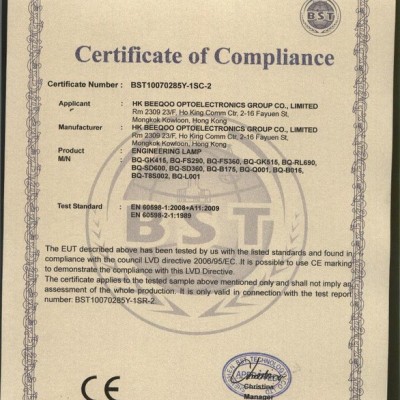 BST
Certificate of Compliance
Certificate Number : BST10070285Y-1SC-2
Applicant : HK BEEQOO OPTOELECTRONICS GROUP CO., LIMITED
Rm 2309 23/F, Ho King Comm Ctr, 2-16 Fayuen St,
Mongkok Kowloon, Hong Kong
Manufacturer : HK BEEQOO OPTOELECTRONICS GROUP CO., LIMITED
Rm 2309 23/F, Ho King Comm Ctr, 2-16 Fayuen St,
Mongkok Kowloon, Hong Kong
Product : ENGINEERING LAMP
M/N : BQ-GK415, BQ-FS290, BQ-FS360, BQ-GK515, BQ-RL690,
BQ-SD600, BQ-SD380, BQ-B175, BQ-Q001, BQ-B015,
BQ-T85002, BQ-L001
BST
Test Standard : EN 60598-1:2008+A11:2009
EN 60598-2-1:1989
The EUT described above has been tested by us with the listed standards and found in
compliance with the council LVD directive 2006/95/EC. It is possible to use CE marking
to demonstrate the compliance with this LVD Directive.
The certificate applies to the tested sample above mentioned only and shall not imply an
assessment of the whole production. It is only valid in connection with the test report
number: BST10070285Y-1SR-2.
CE
Christina
Manager